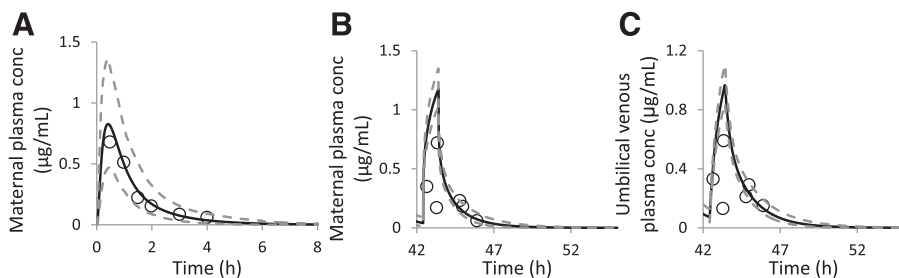 A
Maternal plasma conc
(µg/mL)
1.5
1
0.5
0
0 2 4 6 8
Time (h)
B
Maternal plasma conc
(µg/mL)
1.5
1
0.5
0
42 47 52
Time (h)
C
Umbilical venous
plasma conc (µg/mL)
1.2
0.8
0.4
0
42 47 52
Time (h)